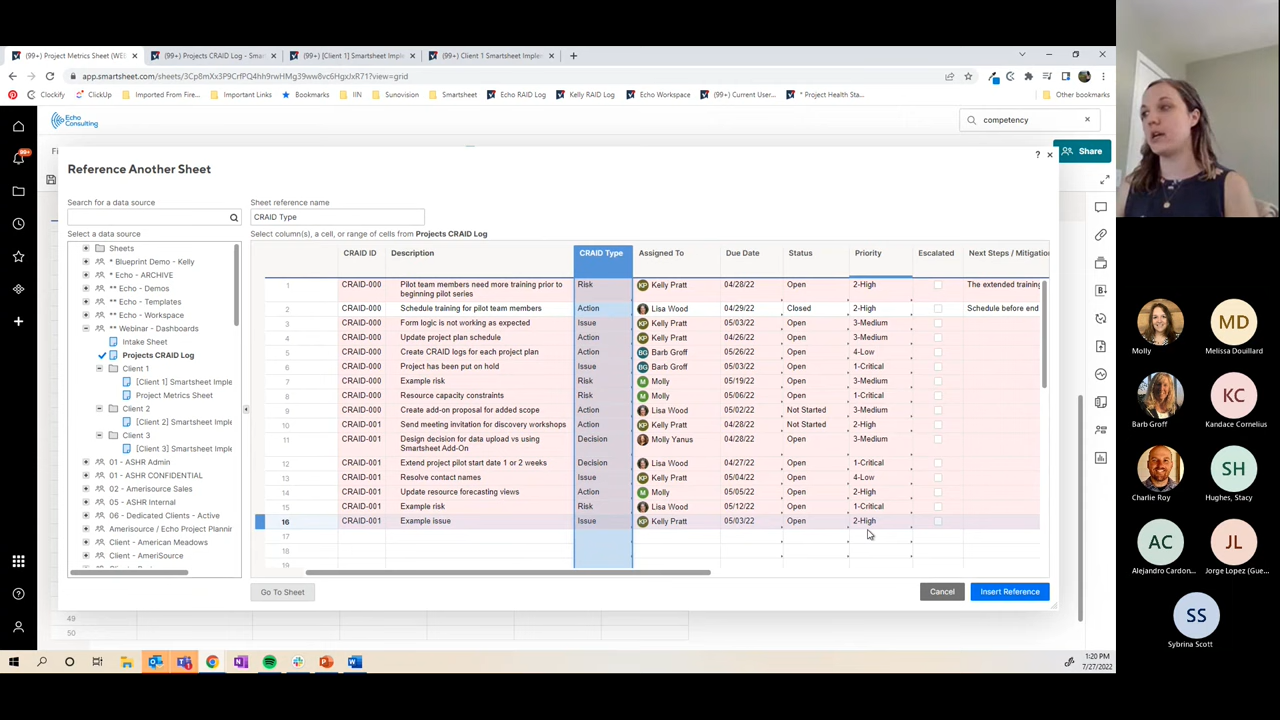 (99+) Project Metrics Sheet (WEI
(99+) Projects CRAID Log - Smar
(99+) [Client 1] Smartsheet Imple
(99+) Client 1 Smartsheet Implem
app.smartsheet.com/sheets/3Cp8mXx3P9CrfPQ4hh9rwHMg39ww8vc6HgxJxR71?view=grid
Clockify
ClickUp
Imported From Fire...
Important Links
Bookmarks
IIN
Sunovision
Smartsheet
Echo RAID Log
Kelly RAID Log
Echo Workspace
(99+) Current User...
* Project Health Sta...
Other bookmarks
Echo
Consulting
competency
Share
Reference Another Sheet
Search for a data source
Sheet reference name
CRAID Type
Select a data source
Select column(s), a cell, or range of cells from Projects CRAID Log
Sheets
* Blueprint Demo - Kelly
* Echo - ARCHIVE
** Echo - Demos
** Echo - Templates
** Echo - Workspace
** Webinar - Dashboards
Intake Sheet
Projects CRAID Log
Client 1
[Client 1] Smartsheet Imple
Project Metrics Sheet
Client 2
[Client 2] Smartsheet Imple
Client 3
[Client 3] Smartsheet Imple
01 - ASHR Admin
01 - ASHR CONFIDENTIAL
02 - Amerisource Sales
05 - ASHR Internal
06 - Dedicated Clients - Active
Amerisource / Echo Project Plannin
Client - American Meadows
Client - AmeriSource
CRAID ID Description CRAID Type Assigned To Due Date Status Priority Escalated Next Steps / Mitigation
1 CRAID-000 Pilot team members need more training prior to beginning pilot series Risk KP Kelly Pratt 04/28/22 Open 2-High The extended training
2 CRAID-000 Schedule training for pilot team members Action Lisa Wood 04/29/22 Closed 2-High Schedule before end
3 CRAID-000 Form logic is not working as expected Issue KP Kelly Pratt 05/03/22 Open 3-Medium
4 CRAID-000 Update project plan schedule Action KP Kelly Pratt 04/26/22 Open 3-Medium
5 CRAID-000 Create CRAID logs for each project plan Action BG Barb Groff 05/26/22 Open 4-Low
6 CRAID-000 Project has been put on hold Issue BG Barb Groff 05/03/22 Open 1-Critical
7 CRAID-000 Example risk Risk M Molly 05/19/22 Open 3-Medium
8 CRAID-000 Resource capacity constraints Risk M Molly 05/06/22 Open 1-Critical
9 CRAID-000 Create add-on proposal for added scope Action Lisa Wood 05/02/22 Not Started 3-Medium
10 CRAID-001 Send meeting invitation for discovery workshops Action Lisa Wood 04/28/22 Not Started 2-High
11 CRAID-001 Design decision for data upload vs using Smartsheet Add-On Decision Molly Yanus 04/28/22 Open 3-Medium
12 CRAID-001 Extend project pilot start date 1 or 2 weeks Decision Lisa Wood 04/27/22 Open 1-Critical
13 CRAID-001 Resolve contact names Issue KP Kelly Pratt 05/03/22 Open 4-Low
14 CRAID-001 Update resource forecasting views Action M Molly 05/05/22 Open 2-High
15 CRAID-001 Example risk Risk Lisa Wood 05/12/22 Open 1-Critical
16 CRAID-001 Example issue Issue KP Kelly Pratt 05/03/22 Open 2-High
17
18
19
Go To Sheet
Cancel
Insert Reference
49
50
1:20 PM
7/27/2022
Molly
MD
Melissa Douillard
Barb Groff
KC
Kandace Cornelius
Charlie Roy
SH
Hughes, Stacy
AC
Alejandro Cardon...
JL
Jorge Lopez (Gue...
SS
Sybrina Scott